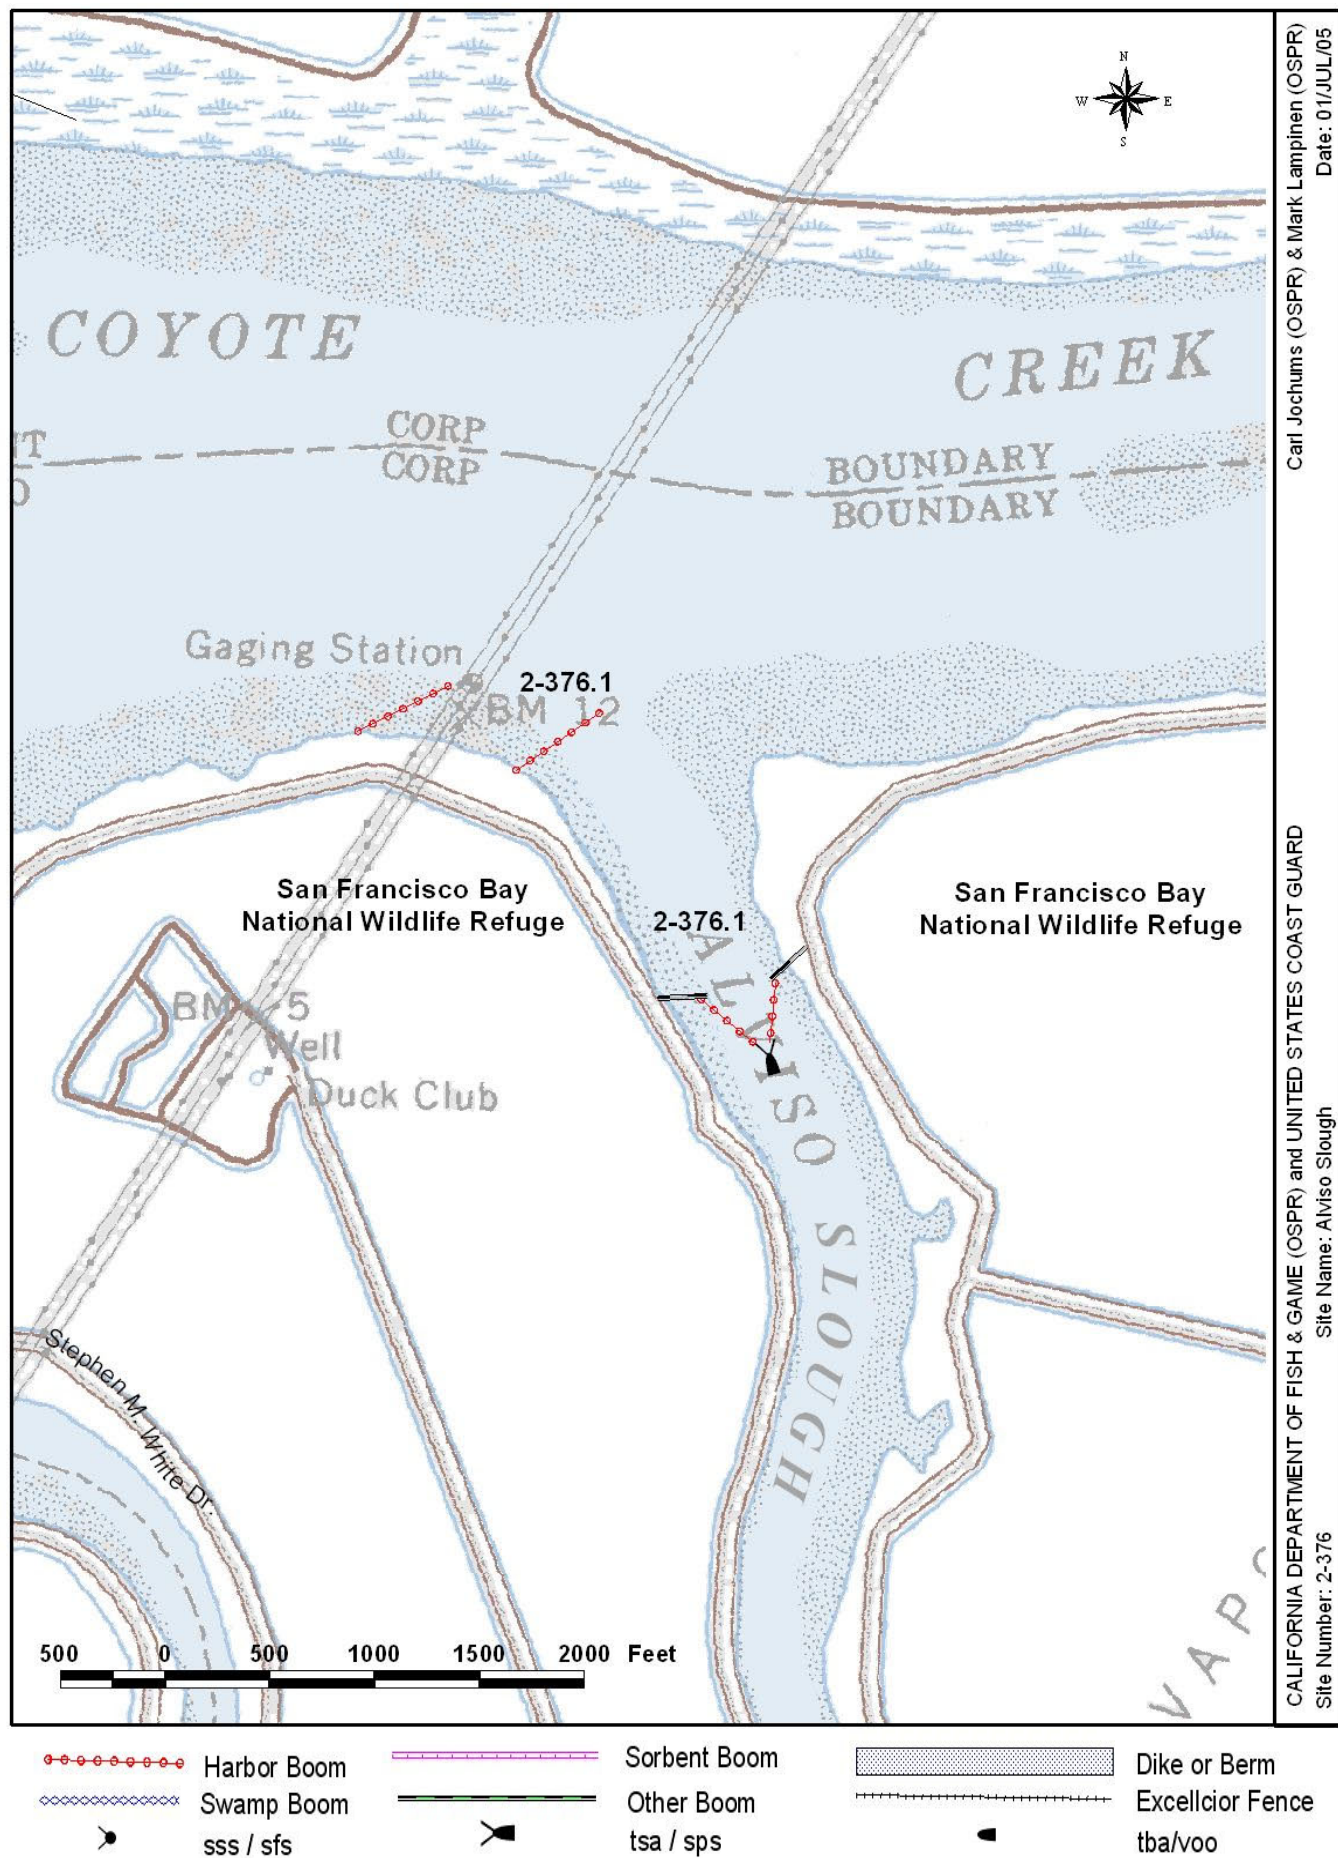 N
W E
S
COYOTE
CREEK
CORP
CORP
BOUNDARY
BOUNDARY
Gaging Station
2-376.1
BM 12
San Francisco Bay
National Wildlife Refuge
San Francisco Bay
National Wildlife Refuge
2-376.1
ALVISO SLOUGH
BM 5
Well
Duck Club
Stephen M. White Dr.
500 0 500 1000 1500 2000 Feet
Carl Jochums (OSPR) & Mark Lampinen (OSPR)
Date: 01/JUL/05
CALIFORNIA DEPARTMENT OF FISH & GAME (OSPR) and UNITED STATES COAST GUARD
Site Number: 2-376 Site Name: Alviso Slough
Harbor Boom
Sorbent Boom
Dike or Berm
Swamp Boom
Other Boom
Excellcior Fence
sss / sfs
tsa / sps
tba/voo